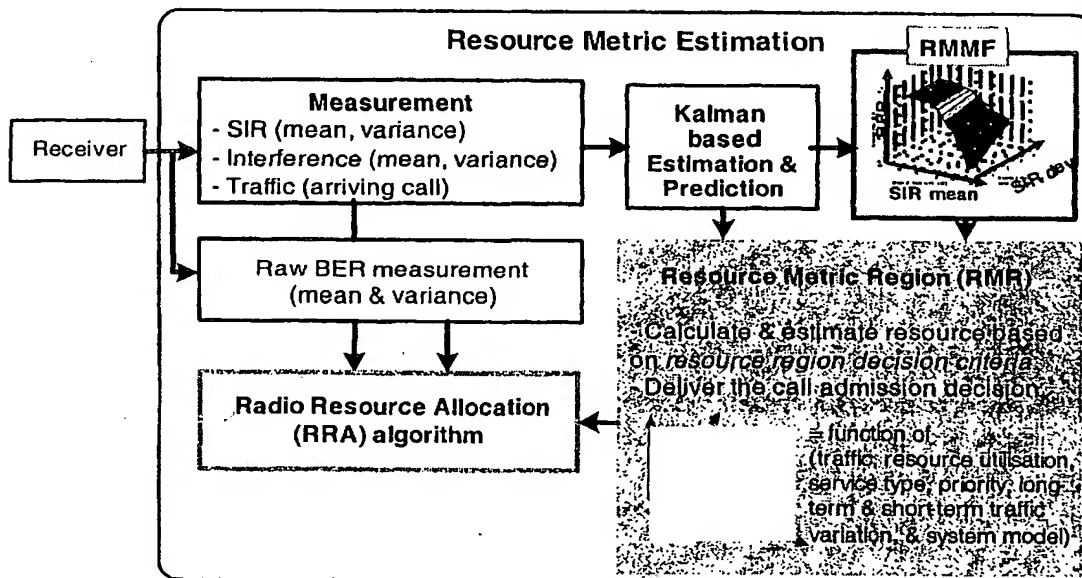 Resource Metric Estimation
RMMF
Measurement
- SIR (mean, variance)
- Interference (mean, variance)
- Traffic (arriving call)
Receiver
Kalman
based
Estimation &
Prediction
SIR mean
SIR dev
Raw BER measurement
(mean & variance)
Radio Resource Allocation
(RRA) algorithm
Resource Metric Region (RMR)
- Calculate & estimate resource based
on resource region decision criteria
- Deliver the call admission decision
= function of
(traffic, resource utilisation,
service type, priority, long-
term & short-term traffic
variation, & system model)